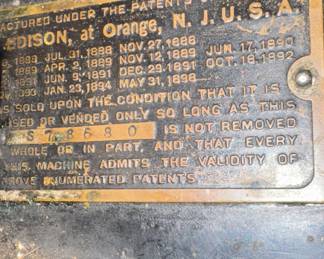 ACTURED UNDER THE PATENTS
EDISON, at Orange, N.J.U.S.A.
1888 JUL.31,1888 NOV.27,1888
1889 APR.2,1889 NOV.12,1889 JUN.17,1890
JUN.9,1891 DEC.29,1891 OCT.18,1892
1893 JAN.23,1894 MAY 31,1898
IS SOLD UPON THE CONDITION THAT IT IS
USED OR VENDED ONLY SO LONG AS THIS
IS NOT REMOVED
WHOLE OR IN PART, AND THAT EVERY
THIS MACHINE ADMITS THE VALIDITY OF
ABOVE ENUMERATED PATENTS